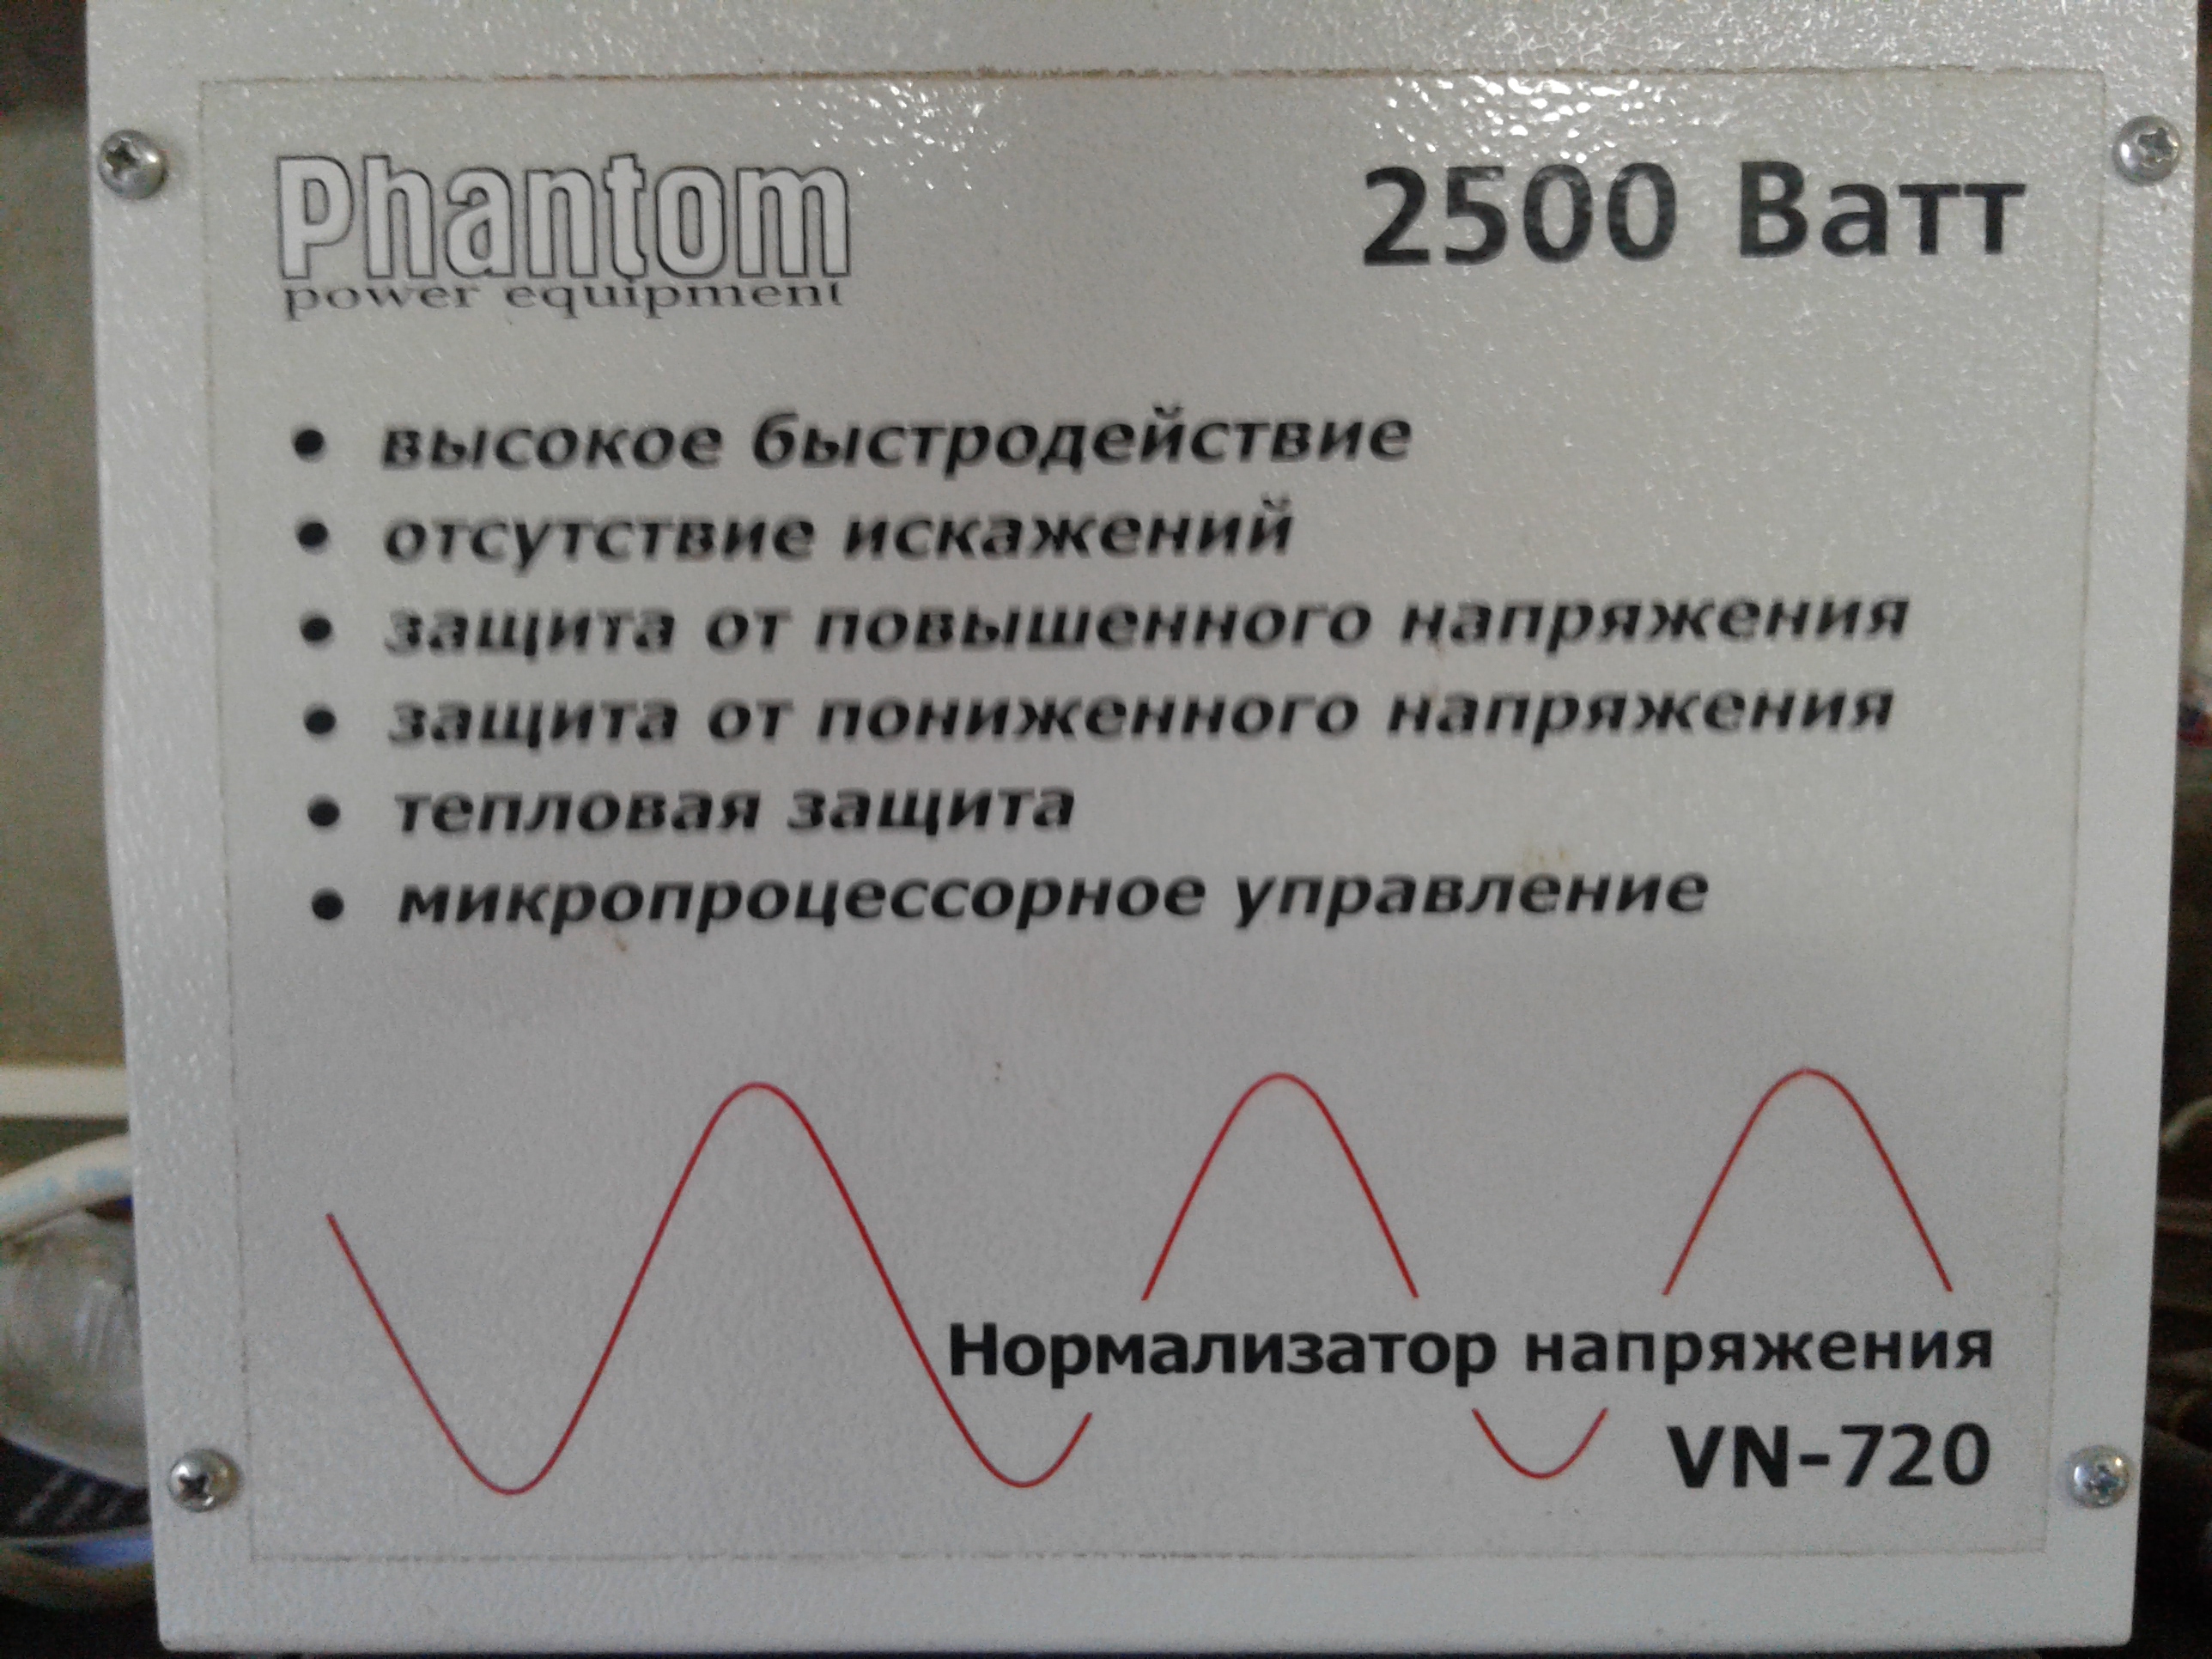 Phantom
power equipment
2500 Ватт
• высокое быстродействие
• отсутствие искажений
• защита от повышенного напряжения
• защита от пониженного напряжения
• тепловая защита
• микропроцессорное управление
Нормализатор напряжения
VN-720